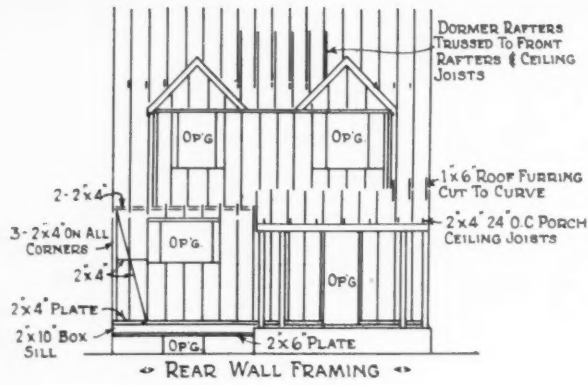 DORMER RAFTERS
TRUSSED TO FRONT
RAFTERS & CEILING
JOISTS
OP'G
OP'G
1"x6" ROOF FURRING
CUT TO CURVE
2-2"x4"
3-2"x4" ON ALL
CORNERS
2"x4"
OP'G.
2"x4" 24" O.C PORCH
CEILING JOISTS
OP'G
2"x4" PLATE
2"x10" BOX
SILL
OP'G.
2"x6" PLATE
REAR WALL FRAMING